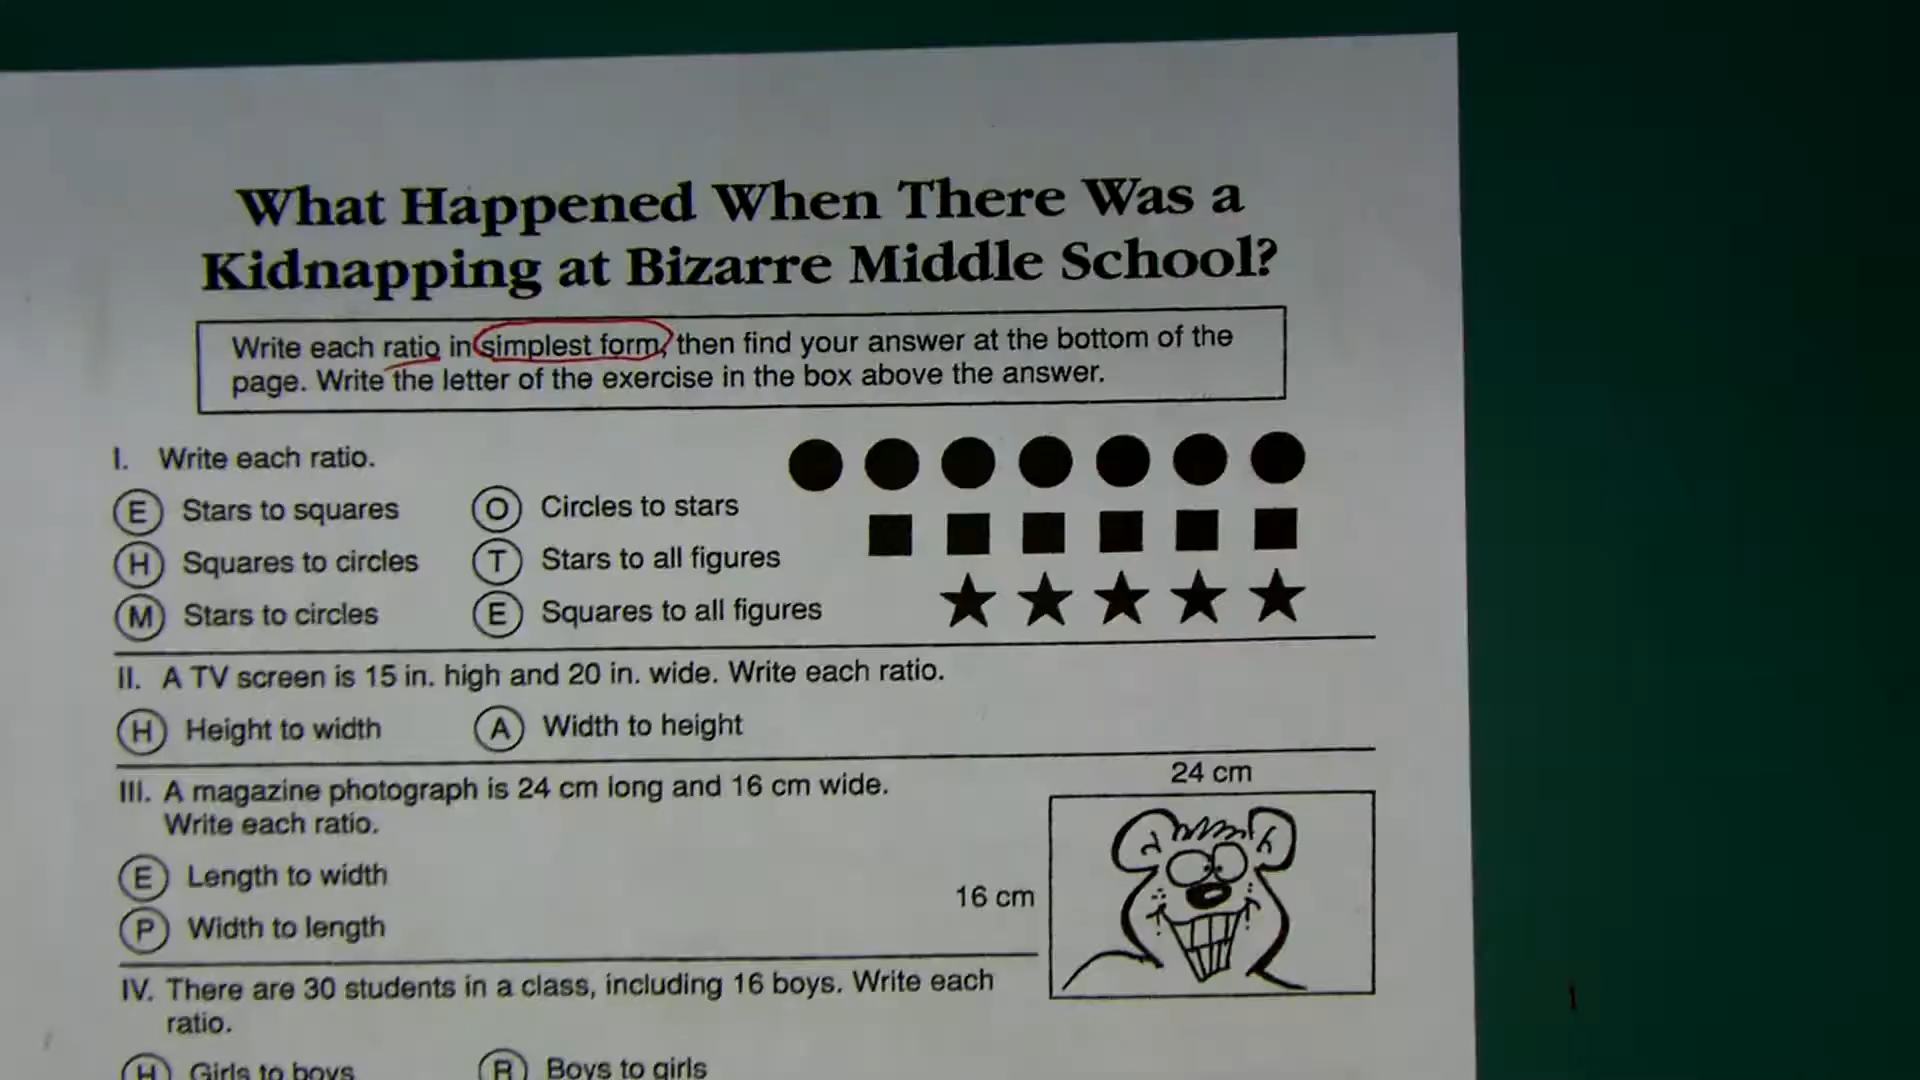 What Happened When There Was a
Kidnapping at Bizarre Middle School?
Write each ratio in simplest form, then find your answer at the bottom of the
page. Write the letter of the exercise in the box above the answer.
I. Write each ratio.
E Stars to squares
O Circles to stars
H Squares to circles
T Stars to all figures
M Stars to circles
E Squares to all figures
II. A TV screen is 15 in. high and 20 in. wide. Write each ratio.
H Height to width
A Width to height
III. A magazine photograph is 24 cm long and 16 cm wide.
Write each ratio.
E Length to width
P Width to length
24 cm
16 cm
IV. There are 30 students in a class, including 16 boys. Write each
ratio.
H Girls to boys
Boys to girls